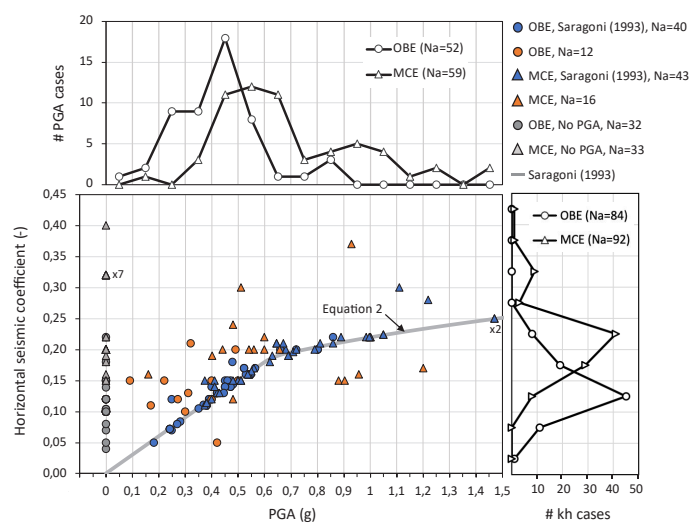 # PGA cases
20
15
10
5
0
OBE (Na=52)
MCE (Na=59)
OBE, Saragoni (1993), Na=40
OBE, Na=12
MCE, Saragoni (1993), Na=43
MCE, Na=16
OBE, No PGA, Na=32
MCE, No PGA, Na=33
Saragoni (1993)
Horizontal seismic coefficient (-)
0,45
0,40
0,35
0,30
0,25
0,20
0,15
0,10
0,05
0,00
x7
Equation 2
x2
0 0,1 0,2 0,3 0,4 0,5 0,6 0,7 0,8 0,9 1 1,1 1,2 1,3 1,4 1,5
PGA (g)
OBE (Na=84)
MCE (Na=92)
10 20 30 40 50
# kh cases